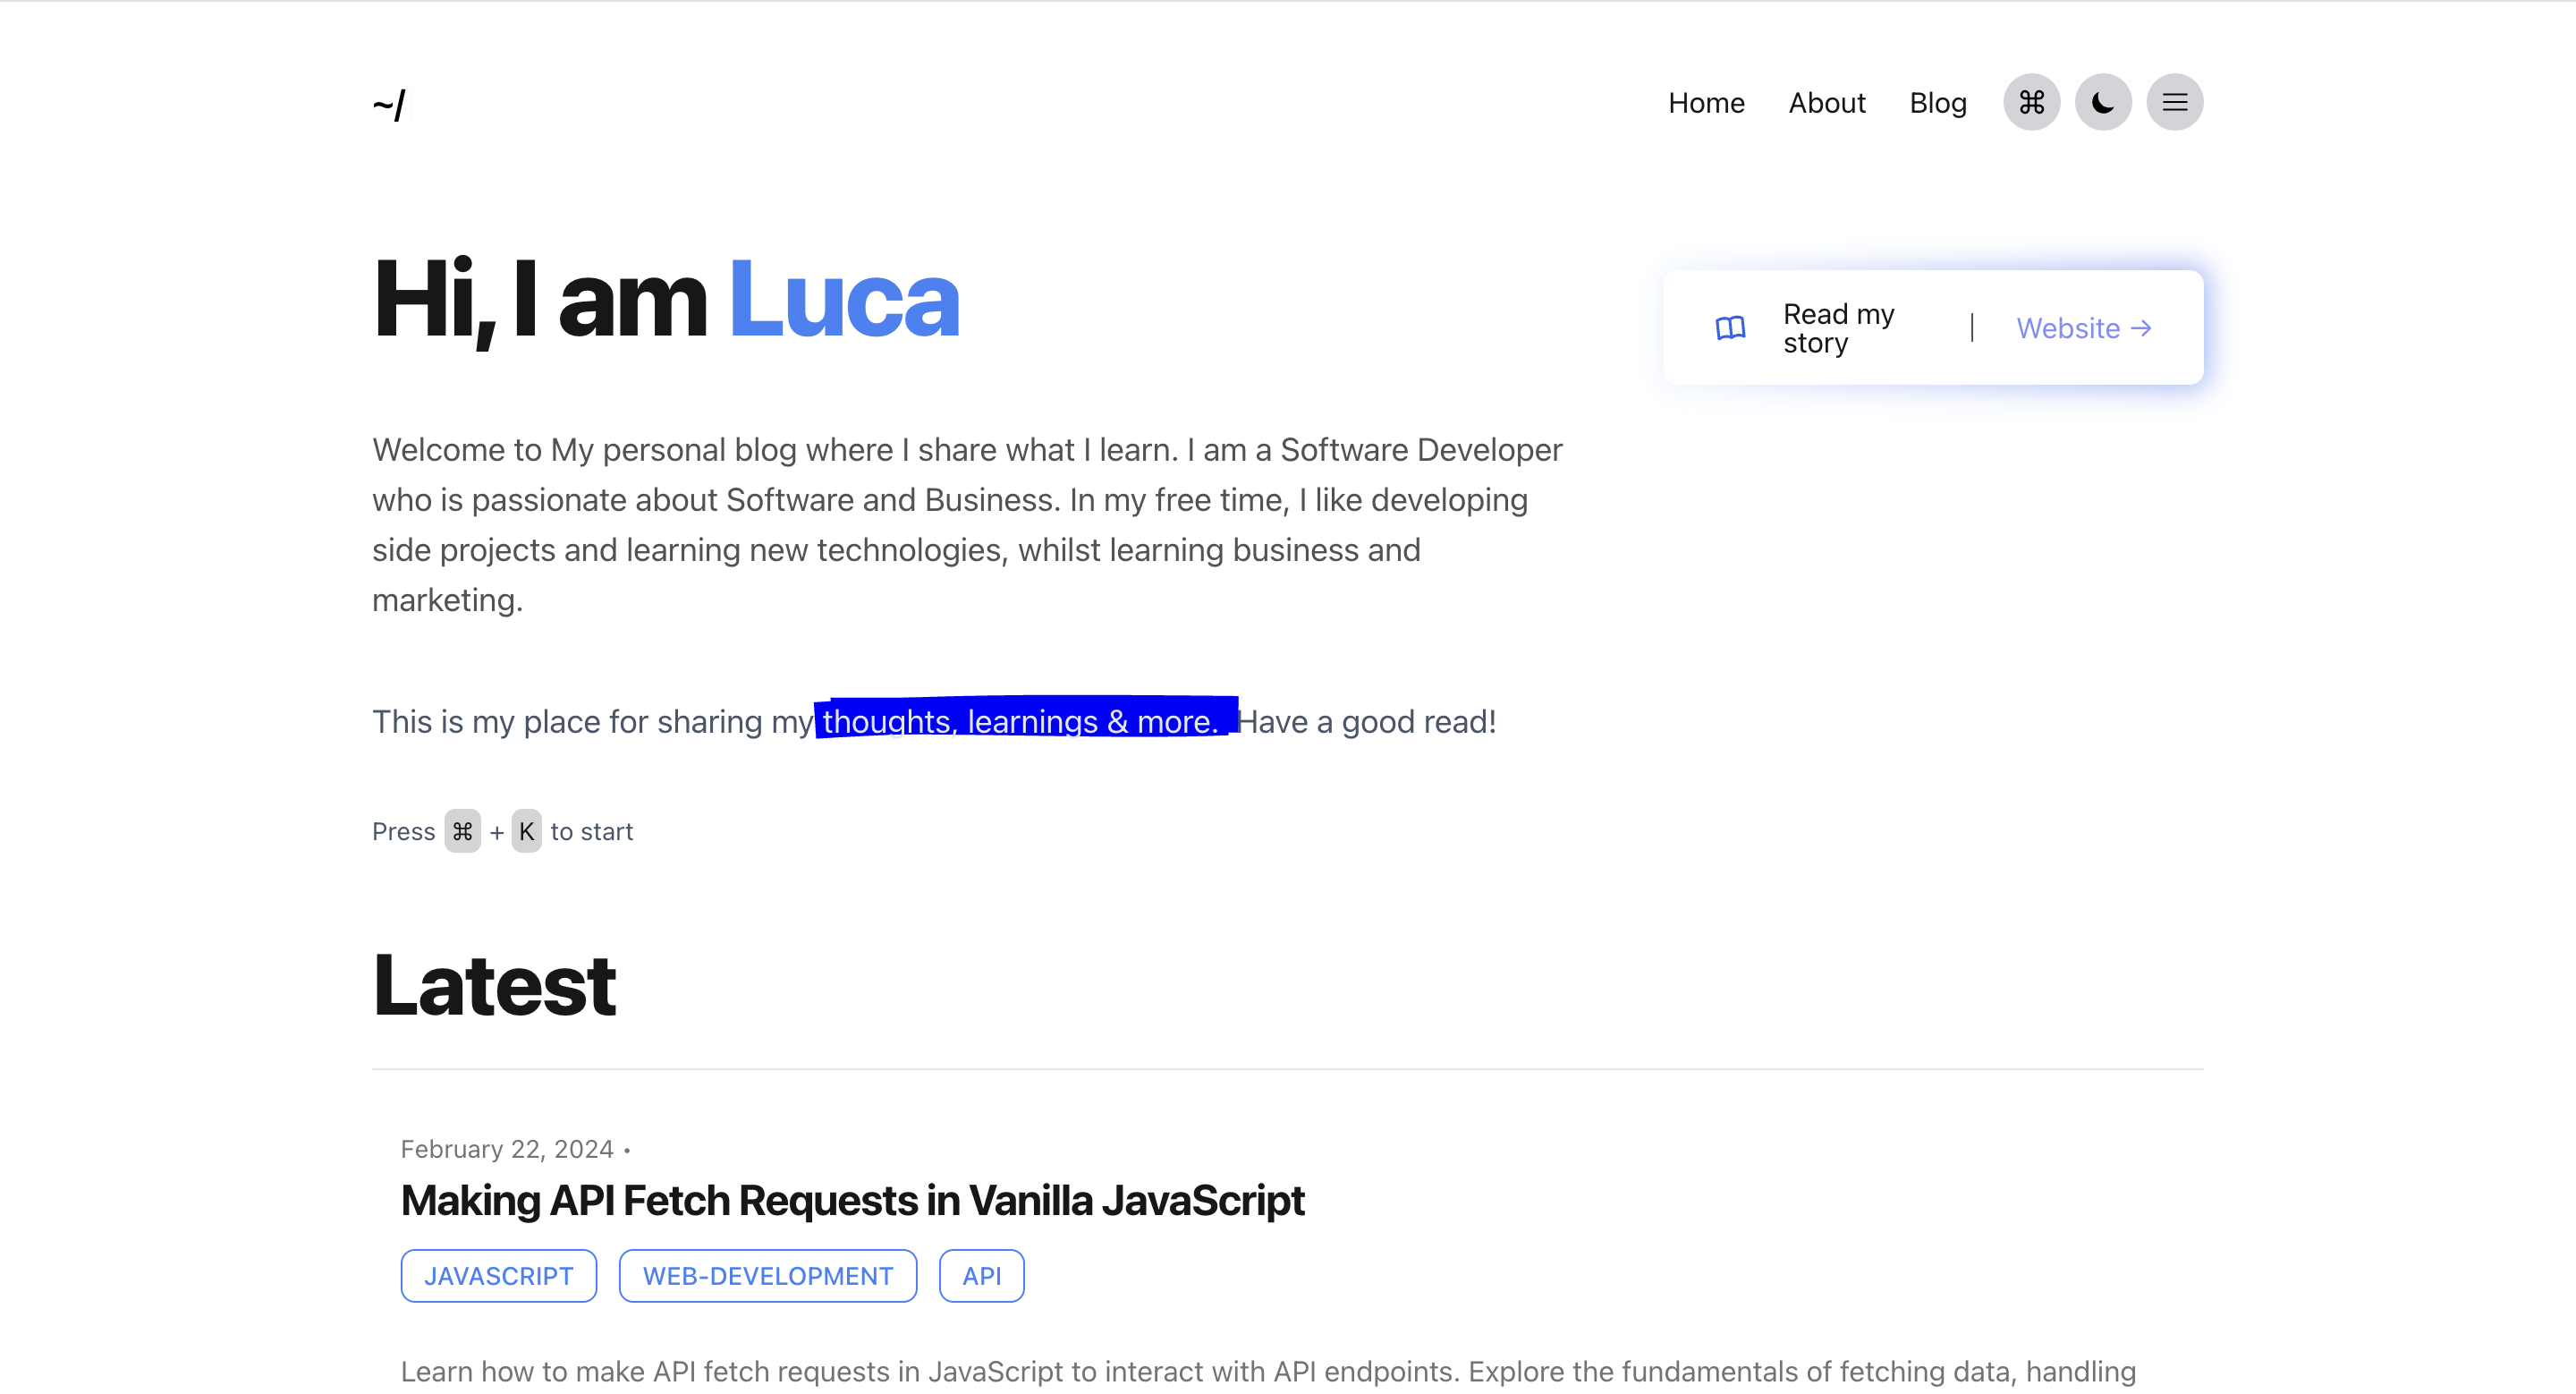 ~/
Home About Blog ⌘
Hi, I am Luca
Read my
story
| Website →
Welcome to My personal blog where I share what I learn. I am a Software Developer
who is passionate about Software and Business. In my free time, I like developing
side projects and learning new technologies, whilst learning business and
marketing.
This is my place for sharing my thoughts, learnings & more. Have a good read!
Press ⌘ + K to start
Latest
February 22, 2024 •
Making API Fetch Requests in Vanilla JavaScript
JAVASCRIPT WEB-DEVELOPMENT API
Learn how to make API fetch requests in JavaScript to interact with API endpoints. Explore the fundamentals of fetching data, handling